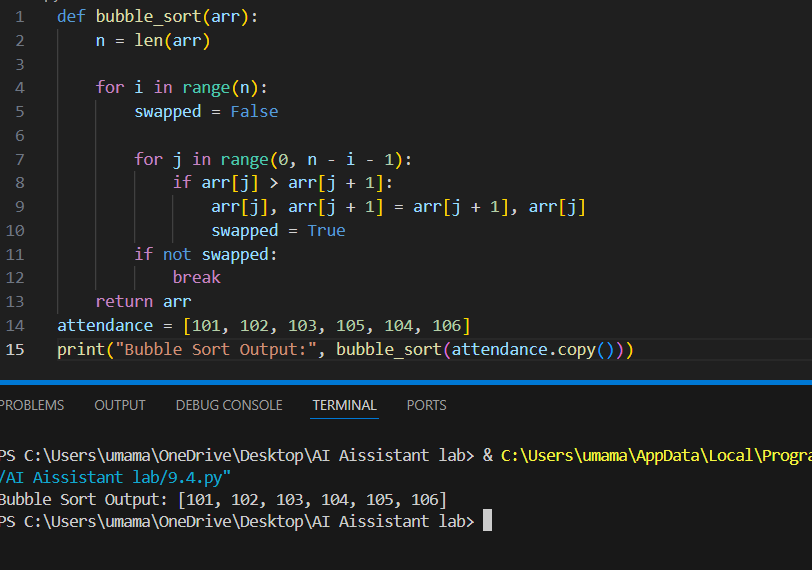 1 def bubble_sort(arr):
2     n = len(arr)
3
4     for i in range(n):
5         swapped = False
6
7         for j in range(0, n - i - 1):
8             if arr[j] > arr[j + 1]:
9                 arr[j], arr[j + 1] = arr[j + 1], arr[j]
10                 swapped = True
11         if not swapped:
12             break
13     return arr
14 attendance = [101, 102, 103, 105, 104, 106]
15 print("Bubble Sort Output:", bubble_sort(attendance.copy()))
PROBLEMS OUTPUT DEBUG CONSOLE TERMINAL PORTS
PS C:\Users\umama\OneDrive\Desktop\AI Aissistant lab> & C:\Users\umama\AppData\Local\Progra
/AI Aissistant lab/9.4.py"
Bubble Sort Output: [101, 102, 103, 104, 105, 106]
PS C:\Users\umama\OneDrive\Desktop\AI Aissistant lab>